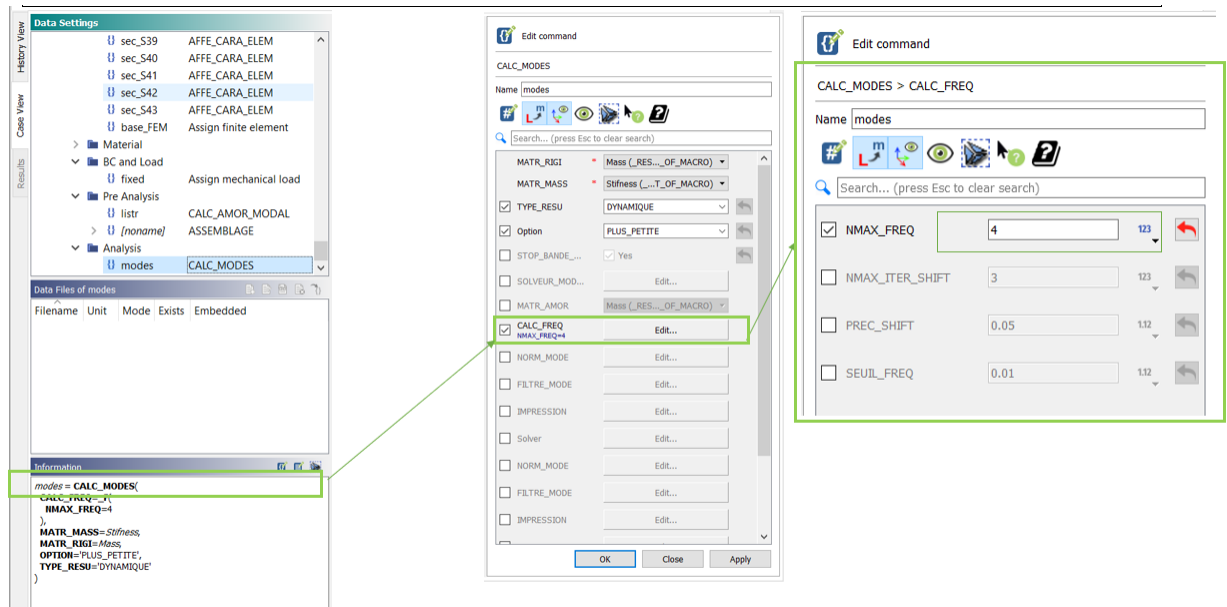 History View
Case View
Results
Data Settings
sec_S39 AFFE_CARA_ELEM
sec_S40 AFFE_CARA_ELEM
sec_S41 AFFE_CARA_ELEM
sec_S42 AFFE_CARA_ELEM
sec_S43 AFFE_CARA_ELEM
base_FEM Assign finite element
Material
BC and Load
fixed Assign mechanical load
Pre Analysis
listr CALC_AMOR_MODAL
[noname] ASSEMBLAGE
Analysis
modes CALC_MODES
Data Files of modes
Filename Unit Mode Exists Embedded
Information
modes = CALC_MODES(
CALC_FREQ=_F(
NMAX_FREQ=4
),
MATR_MASS=Stifness,
MATR_RIGI=Mass,
OPTION='PLUS_PETITE',
TYPE_RESU='DYNAMIQUE'
)
Edit command
CALC_MODES
Name modes
Search... (press Esc to clear search)
MATR_RIGI * Mass (_RES..._OF_MACRO)
MATR_MASS * Stifness (_...T_OF_MACRO)
TYPE_RESU DYNAMIQUE
Option PLUS_PETITE
STOP_BANDE_... Yes
SOLVEUR_MOD... Edit...
MATR_AMOR Mass (_RES..._OF_MACRO)
CALC_FREQ Edit...
NMAX_FREQ=4
NORM_MODE Edit...
FILTRE_MODE Edit...
IMPRESSION Edit...
Solver Edit...
NORM_MODE Edit...
FILTRE_MODE Edit...
IMPRESSION Edit...
OK Close Apply
Edit command
CALC_MODES > CALC_FREQ
Name modes
Search... (press Esc to clear search)
NMAX_FREQ 4 123
NMAX_ITER_SHIFT 3 123
PREC_SHIFT 0.05 1.12
SEUIL_FREQ 0.01 1.12